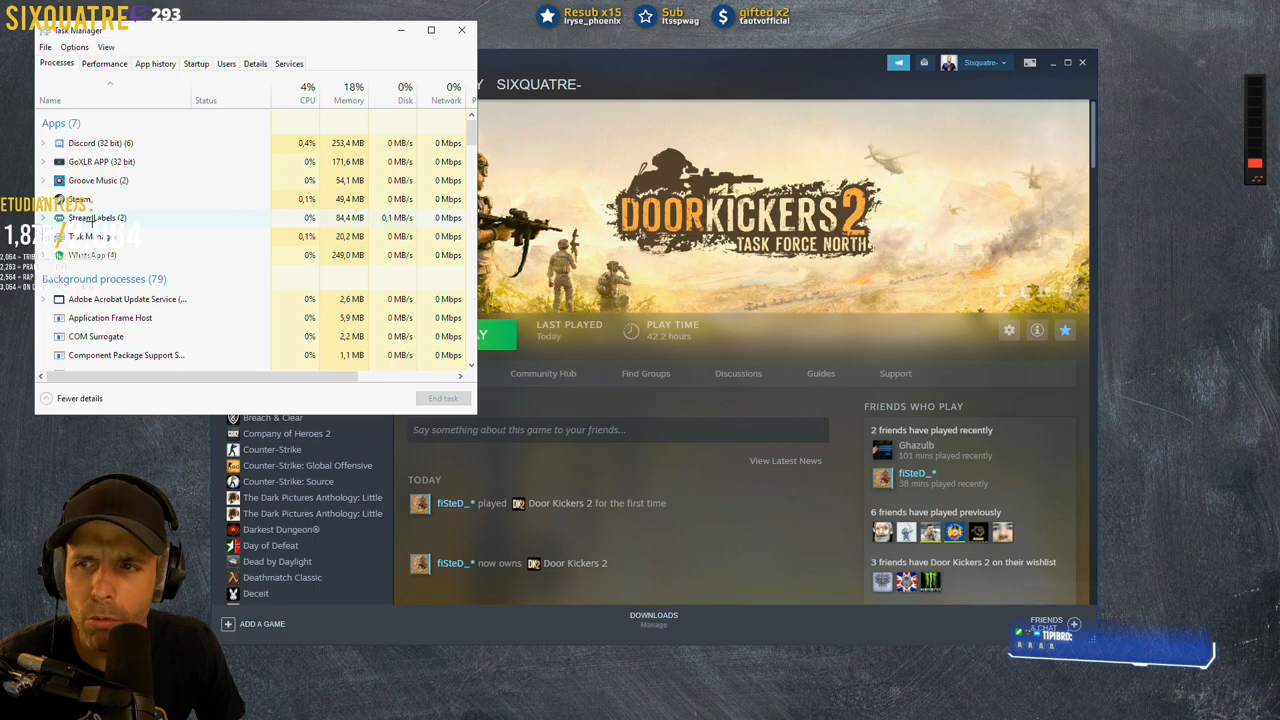 SIXQUATRE 293
Resub x15
lryse_phoenlx
Sub
ltsspwag
gifted x2
taotvofficial
Task Manager
File Options View
Processes Performance App history Startup Users Details Services
4% 18% 0% 0%
Name Status CPU Memory Disk Network
Apps (7)
Discord (32 bit) (6) 0,4% 253,4 MB 0 MB/s 0 Mbps
GoXLR APP (32 bit) 0% 171,6 MB 0 MB/s 0 Mbps
Groove Music (2) 0% 54,1 MB 0 MB/s 0 Mbps
Steam 0,1% 49,4 MB 0 MB/s 0 Mbps
StreamLabels (2) 0% 84,4 MB 0,1 MB/s 0 Mbps
Task Manager 0,1% 20,2 MB 0 MB/s 0 Mbps
WhatsApp (4) 0% 249,0 MB 0 MB/s 0 Mbps
Background processes (79)
Adobe Acrobat Update Service (... 0% 2,6 MB 0 MB/s 0 Mbps
Application Frame Host 0% 5,9 MB 0 MB/s 0 Mbps
COM Surrogate 0% 2,2 MB 0 MB/s 0 Mbps
Component Package Support S... 0% 1,1 MB 0 MB/s 0 Mbps
Fewer details End task
Sixquatre-
SIXQUATRE-
DOORKICKERS 2
TASK FORCE NORTH
LAST PLAYED
Today
PLAY TIME
42.2 hours
Community Hub Find Groups Discussions Guides Support
Breach & Clear
Company of Heroes 2
Counter-Strike
Counter-Strike: Global Offensive
Counter-Strike: Source
The Dark Pictures Anthology: Little
The Dark Pictures Anthology: Little
Darkest Dungeon®
Day of Defeat
Dead by Daylight
Deathmatch Classic
Deceit
Say something about this game to your friends...
View Latest News
TODAY
fiSteD_* played DK2 Door Kickers 2 for the first time
fiSteD_* now owns DK2 Door Kickers 2
FRIENDS WHO PLAY
2 friends have played recently
Ghazulb
101 mins played recently
fiSteD_*
38 mins played recently
6 friends have played previously
3 friends have Door Kickers 2 on their wishlist
ADD A GAME
DOWNLOADS
Manage
FRIENDS
& CHAT
TIPIBRO: